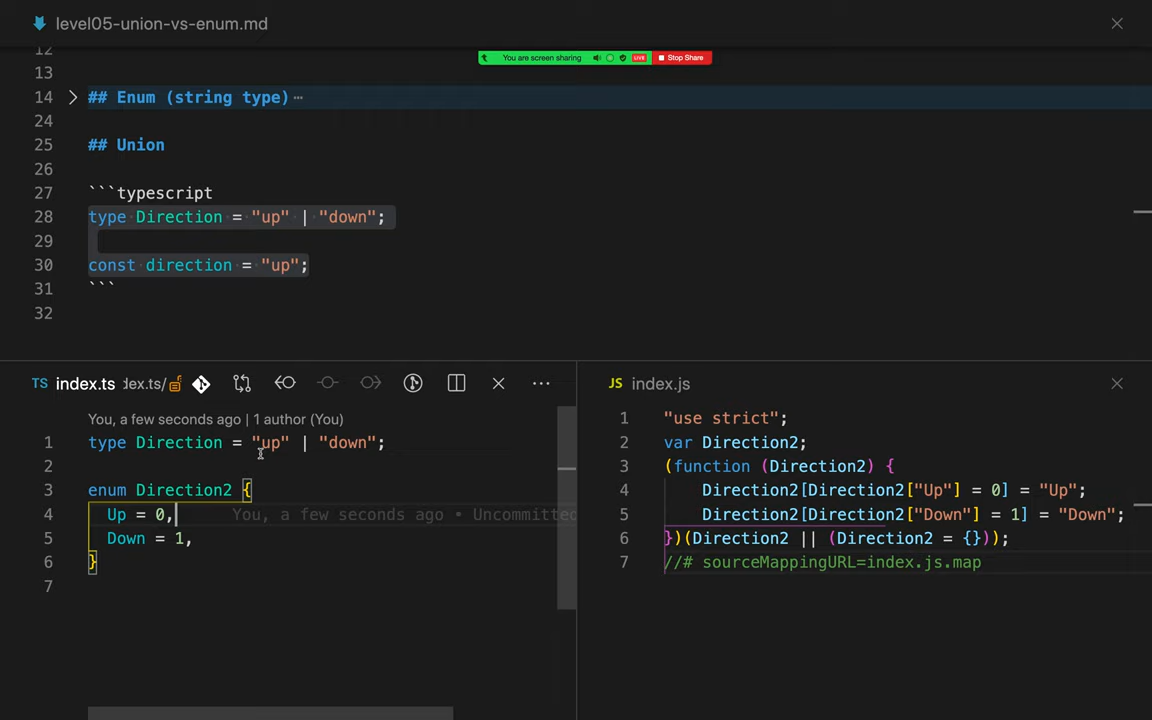 level05-union-vs-enum.md
12
You are screen sharing LIVE Stop Share
13
14 ## Enum (string type)
24
25 ## Union
26
27 ```typescript
28 type Direction = "up" | "down";
29
30 const direction = "up";
31 ```
32
TS index.ts
You, a few seconds ago | 1 author (You)
1 type Direction = "up" | "down";
2
3 enum Direction2 {
4 Up = 0, You, a few seconds ago • Uncommitted
5 Down = 1,
6 }
7
JS index.js
1 "use strict";
2 var Direction2;
3 (function (Direction2) {
4 Direction2[Direction2["Up"] = 0] = "Up";
5 Direction2[Direction2["Down"] = 1] = "Down";
6 })(Direction2 || (Direction2 = {}));
7 //# sourceMappingURL=index.js.map